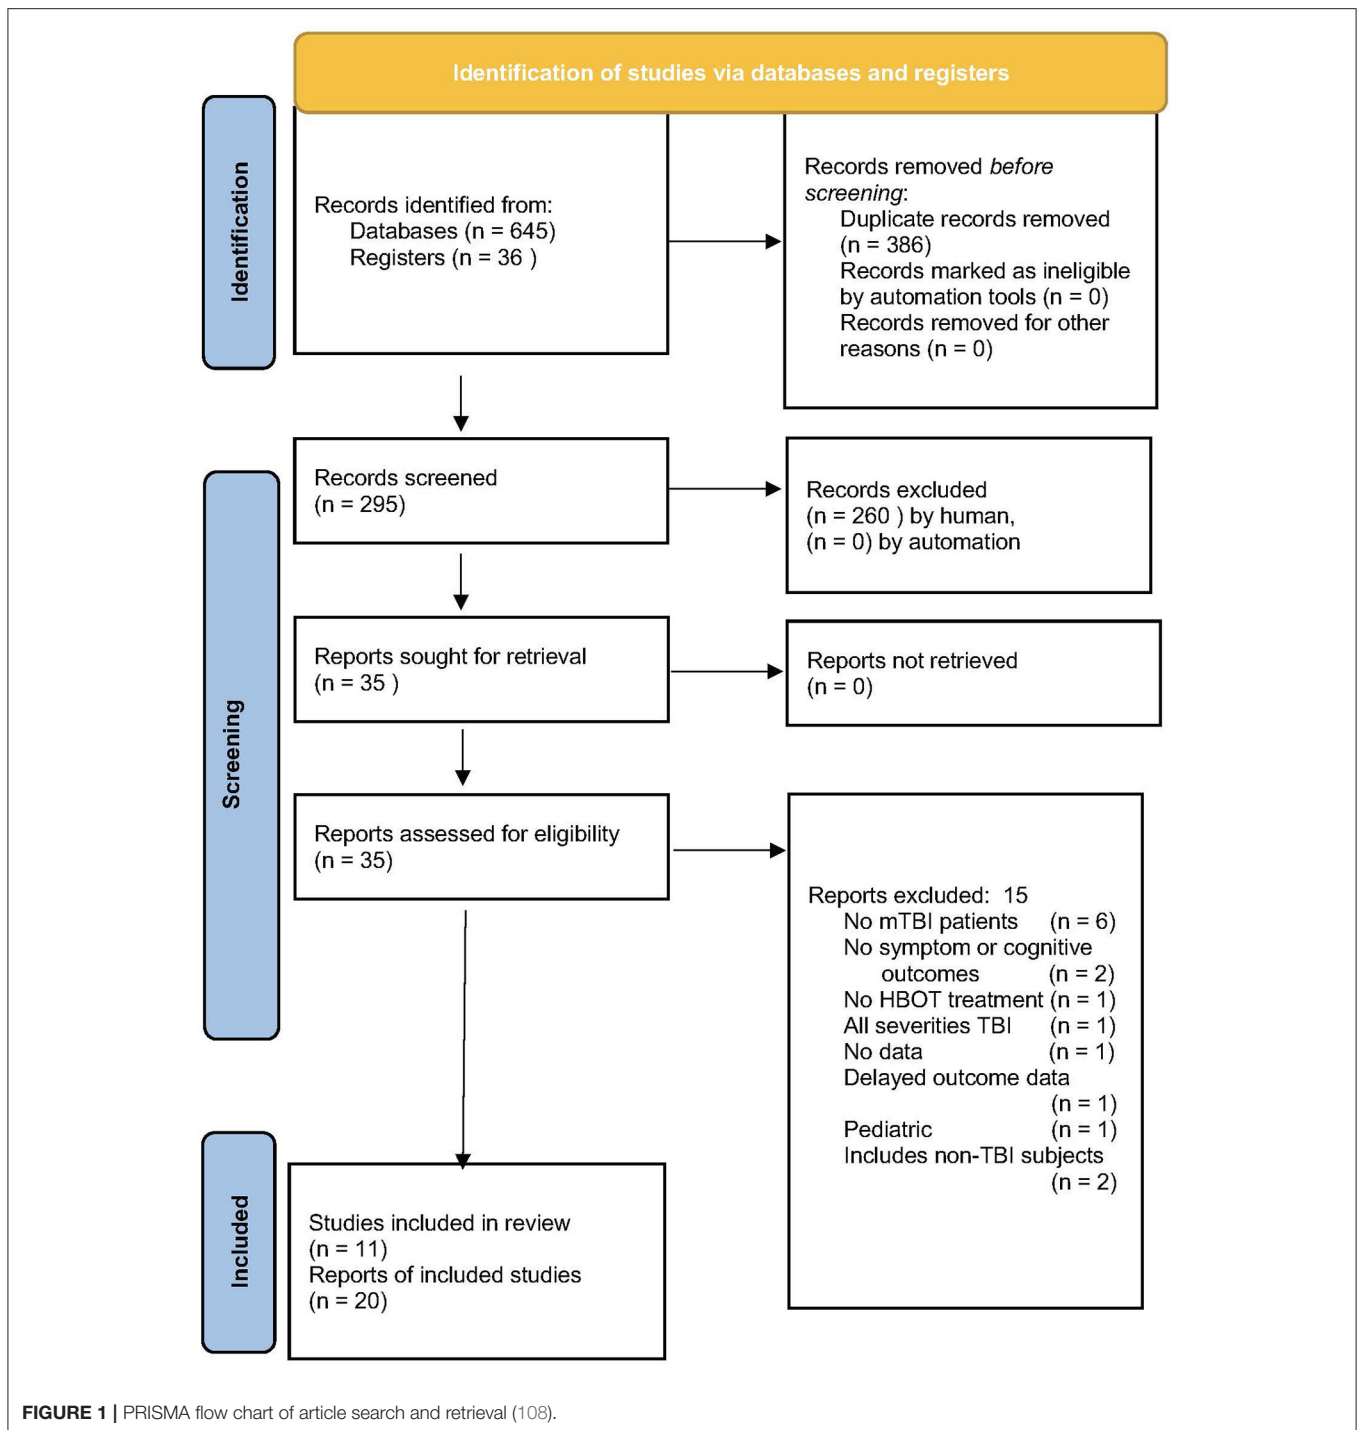 Identification of studies via databases and registers
Identification
Records identified from:
Databases (n = 645)
Registers (n = 36 )
Records removed before
screening:
Duplicate records removed
(n = 386)
Records marked as ineligible
by automation tools (n = 0)
Records removed for other
reasons (n = 0)
Screening
Records screened
(n = 295)
Records excluded
(n = 260 ) by human,
(n = 0) by automation
Reports sought for retrieval
(n = 35 )
Reports not retrieved
(n = 0)
Reports assessed for eligibility
(n = 35)
Reports excluded: 15
No mTBI patients (n = 6)
No symptom or cognitive
outcomes (n = 2)
No HBOT treatment (n = 1)
All severities TBI (n = 1)
No data (n = 1)
Delayed outcome data
(n = 1)
Pediatric (n = 1)
Includes non-TBI subjects
(n = 2)
Included
Studies included in review
(n = 11)
Reports of included studies
(n = 20)
FIGURE 1 | PRISMA flow chart of article search and retrieval (108).